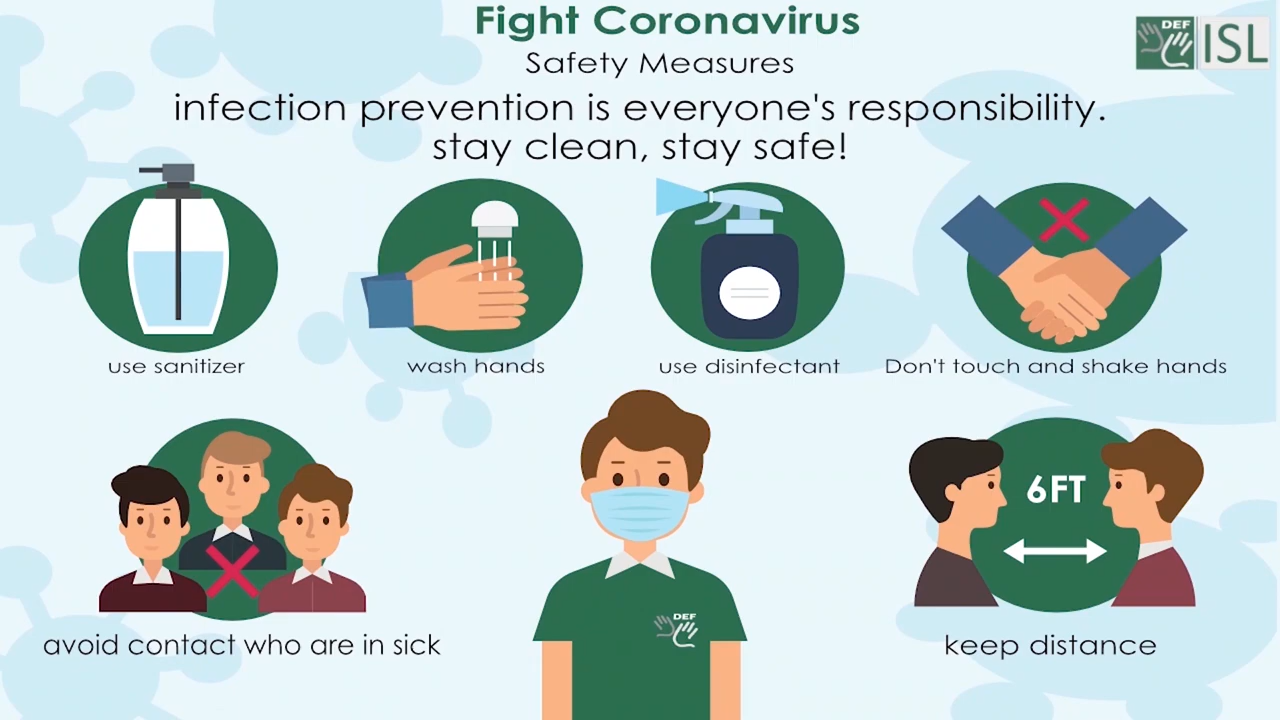 Fight Coronavirus
DEF
ISL
Safety Measures
infection prevention is everyone's responsibility.
stay clean, stay safe!
use sanitizer
wash hands
use disinfectant
Don't touch and shake hands
6FT
DEF
avoid contact who are in sick
keep distance